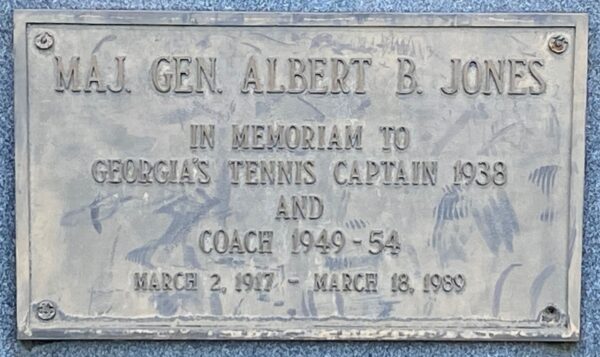 MAJ. GEN. ALBERT B. JONES
IN MEMORIAM TO
GEORGIA'S TENNIS CAPTAIN 1938
AND
COACH 1949-54
MARCH 2, 1917 - MARCH 18, 1989